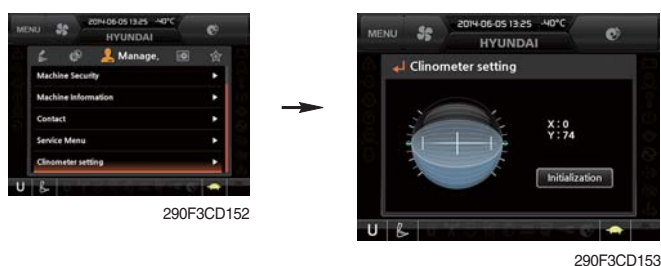 MENU
2014-06-05 13:25 -40°C
HYUNDAI
Manage.
Machine Security
Machine Information
Contact
Service Menu
Clinometer setting
U
290F3CD152
MENU
2014-06-05 13:25 -40°C
HYUNDAI
Clinometer setting
X : 0
Y : 74
Initialization
U
290F3CD153